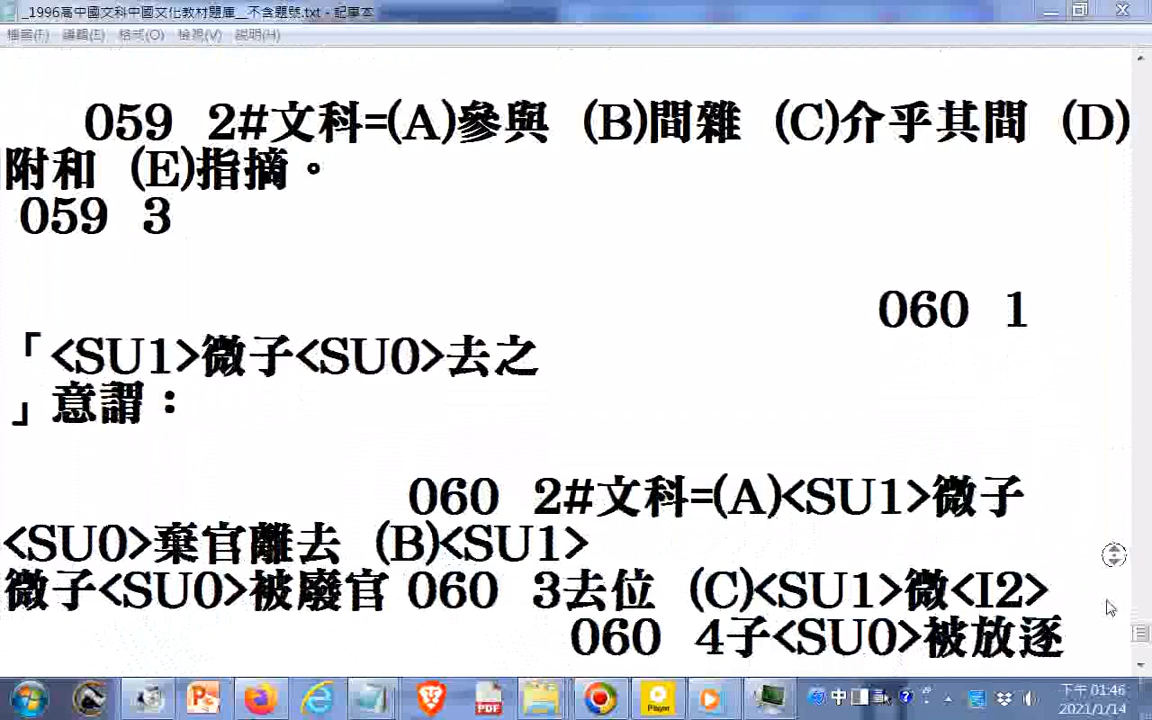 _1996高中國文科中國文化教材題庫__不含題號.txt - 記事本
檔案(F) 編輯(E) 格式(O) 檢視(V) 說明(H)
059 2#文科=(A)參與 (B)間雜 (C)介乎其間 (D)
附和 (E)指摘。
059 3
060 1
「<SU1>微子<SU0>去之
」意謂：
060 2#文科=(A)<SU1>微子
<SU0>棄官離去 (B)<SU1>
微子<SU0>被廢官 060 3去位 (C)<SU1>微<I2>
060 4子<SU0>被放逐
PDF
Player
中
下午 01:46
2021/1/14